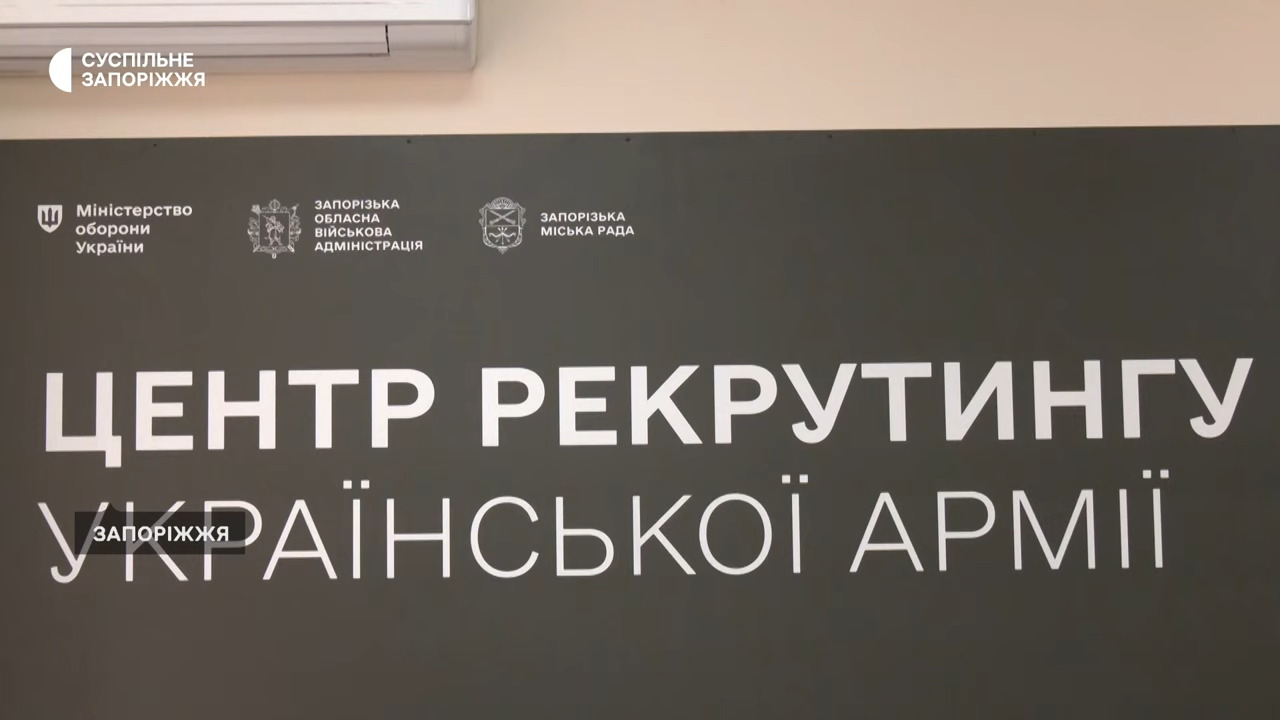 СУСПІЛЬНЕ
ЗАПОРІЖЖЯ
Міністерство
оборони
України
ЗАПОРІЗЬКА
ОБЛАСНА
ВІЙСЬКОВА
АДМІНІСТРАЦІЯ
ЗАПОРІЗЬКА
МІСЬКА РАДА
ЦЕНТР РЕКРУТИНГУ
УКРАЇНСЬКОЇ АРМІЇ
ЗАПОРІЖЖЯ